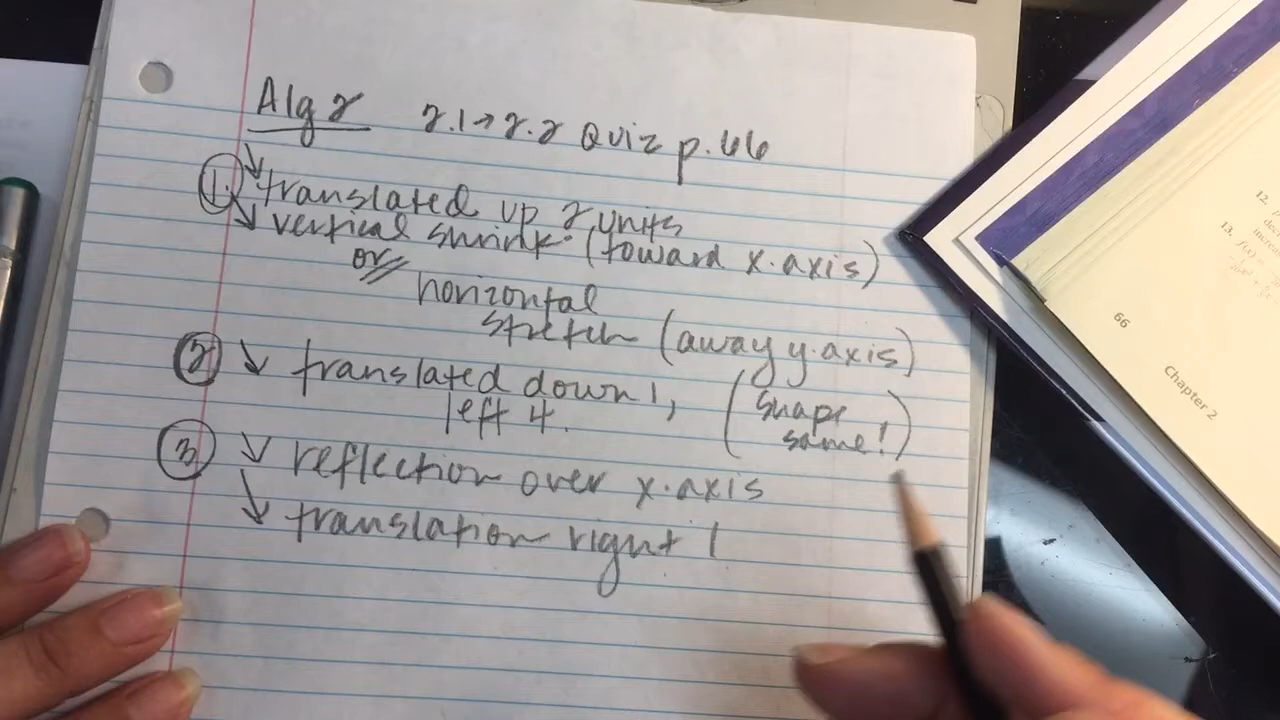 Alg 2 2.1→2.2 Quiz p.66
① ↘ translated up 2 units
↘ vertical shrink (toward x-axis)
or
horizontal
stretch (away y-axis)
② ↘ translated down 1,
left 4.
(shape
same!)
③ ↘ reflection over x-axis
↘ translation right 1
12.
13. f(x) =
66
Chapter 2